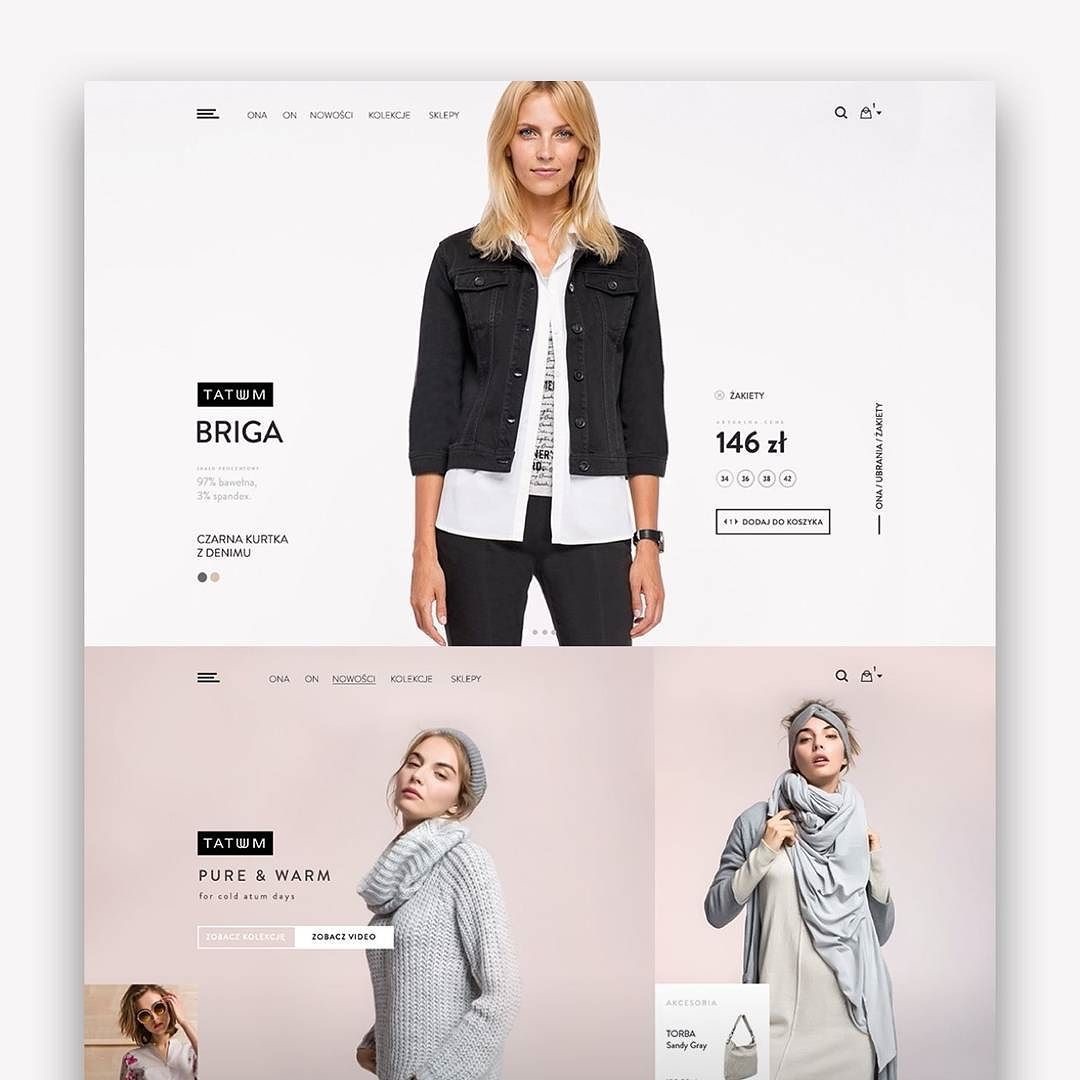 ONA ON NOWOŚCI KOLEKCJE SKLEPY
1
TATUUM
BRIGA
SKŁAD PROCENTOWY
97% bawełna,
3% spandex.
CZARNA KURTKA
Z DENIMU
ŻAKIETY
AKTUALNA CENA
146 zł
34 36 38 42
1 DODAJ DO KOSZYKA
ONA / UBRANIA / ŻAKIETY
ONA ON NOWOŚCI KOLEKCJE SKLEPY
1
TATUUM
PURE & WARM
for cold atum days
ZOBACZ KOLEKCJĘ ZOBACZ VIDEO
AKCESORIA
TORBA
Sandy Gray